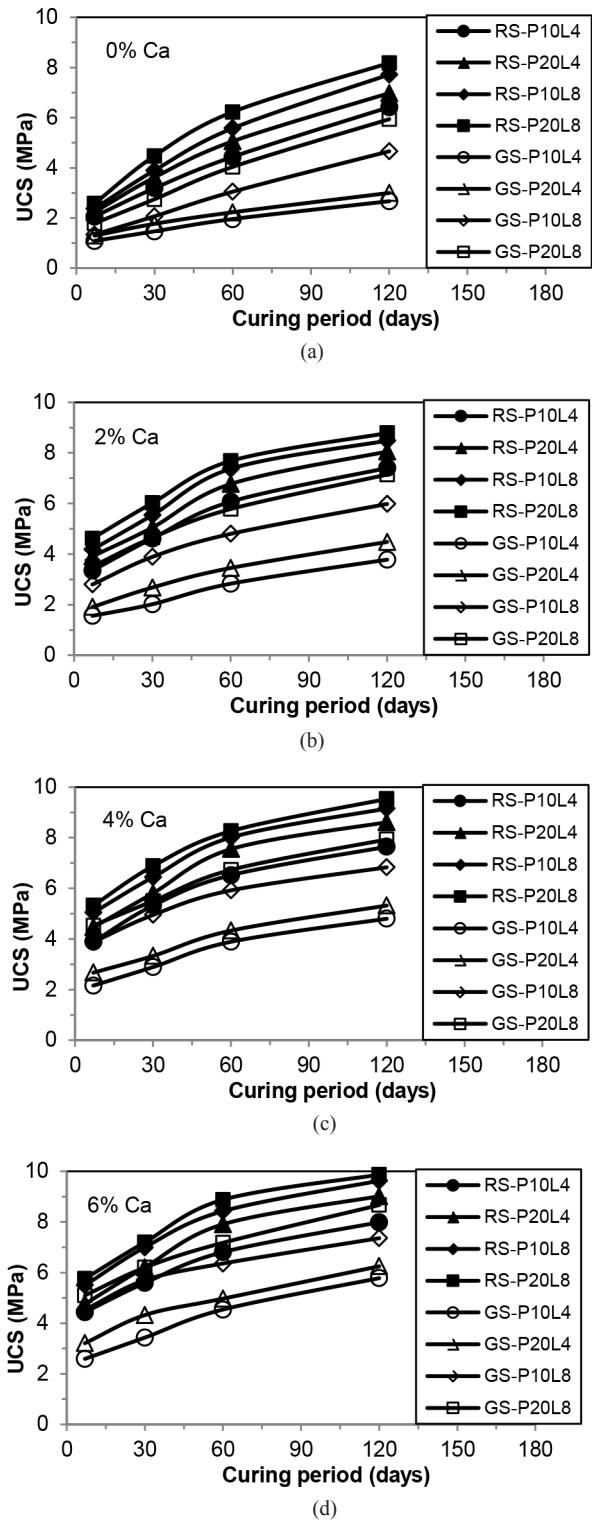 10
0% Ca
8
6
4
2
0
UCS (MPa)
0 30 60 90 120 150 180
Curing period (days)
RS-P10L4
RS-P20L4
RS-P10L8
RS-P20L8
GS-P10L4
GS-P20L4
GS-P10L8
GS-P20L8
(a)
10
2% Ca
8
6
4
2
0
UCS (MPa)
0 30 60 90 120 150 180
Curing period (days)
RS-P10L4
RS-P20L4
RS-P10L8
RS-P20L8
GS-P10L4
GS-P20L4
GS-P10L8
GS-P20L8
(b)
10
4% Ca
8
6
4
2
0
UCS (MPa)
0 30 60 90 120 150 180
Curing period (days)
RS-P10L4
RS-P20L4
RS-P10L8
RS-P20L8
GS-P10L4
GS-P20L4
GS-P10L8
GS-P20L8
(c)
10
6% Ca
8
6
4
2
0
UCS (MPa)
0 30 60 90 120 150 180
Curing period (days)
RS-P10L4
RS-P20L4
RS-P10L8
RS-P20L8
GS-P10L4
GS-P20L4
GS-P10L8
GS-P20L8
(d)